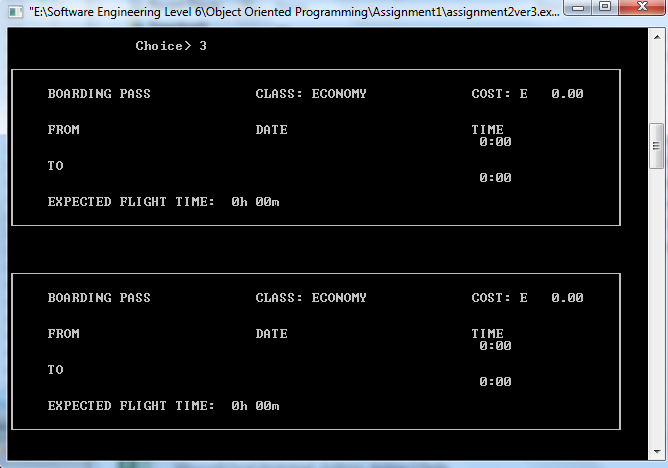 "E:\Software Engineering Level 6\Object Oriented Programming\Assignment1\assignment2ver3.ex...
Choice> 3
BOARDING PASS CLASS: ECONOMY COST: E 0.00
FROM DATE TIME
0:00
TO
0:00
EXPECTED FLIGHT TIME: 0h 00m
BOARDING PASS CLASS: ECONOMY COST: E 0.00
FROM DATE TIME
0:00
TO
0:00
EXPECTED FLIGHT TIME: 0h 00m